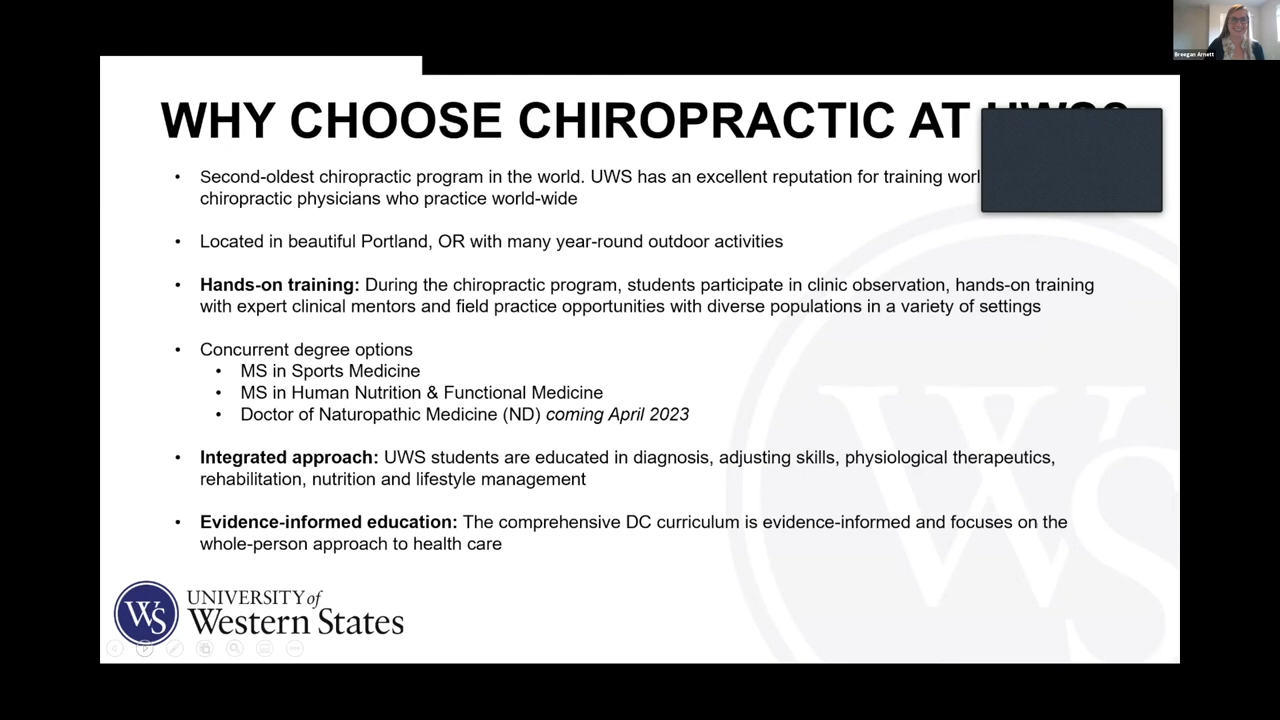 Breegan Arnett
WHY CHOOSE CHIROPRACTIC AT
• Second-oldest chiropractic program in the world. UWS has an excellent reputation for training
chiropractic physicians who practice world-wide
• Located in beautiful Portland, OR with many year-round outdoor activities
• Hands-on training: During the chiropractic program, students participate in clinic observation, hands-on training
with expert clinical mentors and field practice opportunities with diverse populations in a variety of settings
• Concurrent degree options
• MS in Sports Medicine
• MS in Human Nutrition & Functional Medicine
• Doctor of Naturopathic Medicine (ND) coming April 2023
• Integrated approach: UWS students are educated in diagnosis, adjusting skills, physiological therapeutics,
rehabilitation, nutrition and lifestyle management
• Evidence-informed education: The comprehensive DC curriculum is evidence-informed and focuses on the
whole-person approach to health care
WS
UNIVERSITY of
Western States
WS